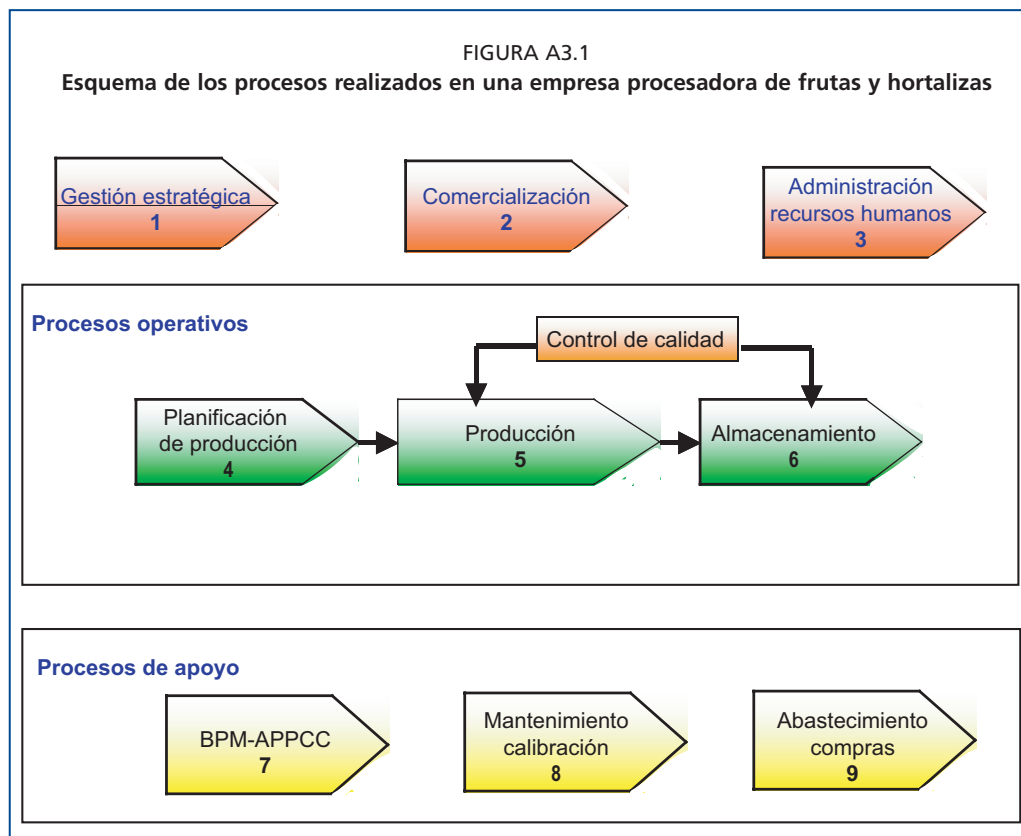 FIGURA A3.1
Esquema de los procesos realizados en una empresa procesadora de frutas y hortalizas
Gestión estratégica
1
Comercialización
2
Administración
recursos humanos
3
Procesos operativos
Control de calidad
Planificación
de producción
4
Producción
5
Almacenamiento
6
Procesos de apoyo
BPM-APPCC
7
Mantenimiento
calibración
8
Abastecimiento
compras
9